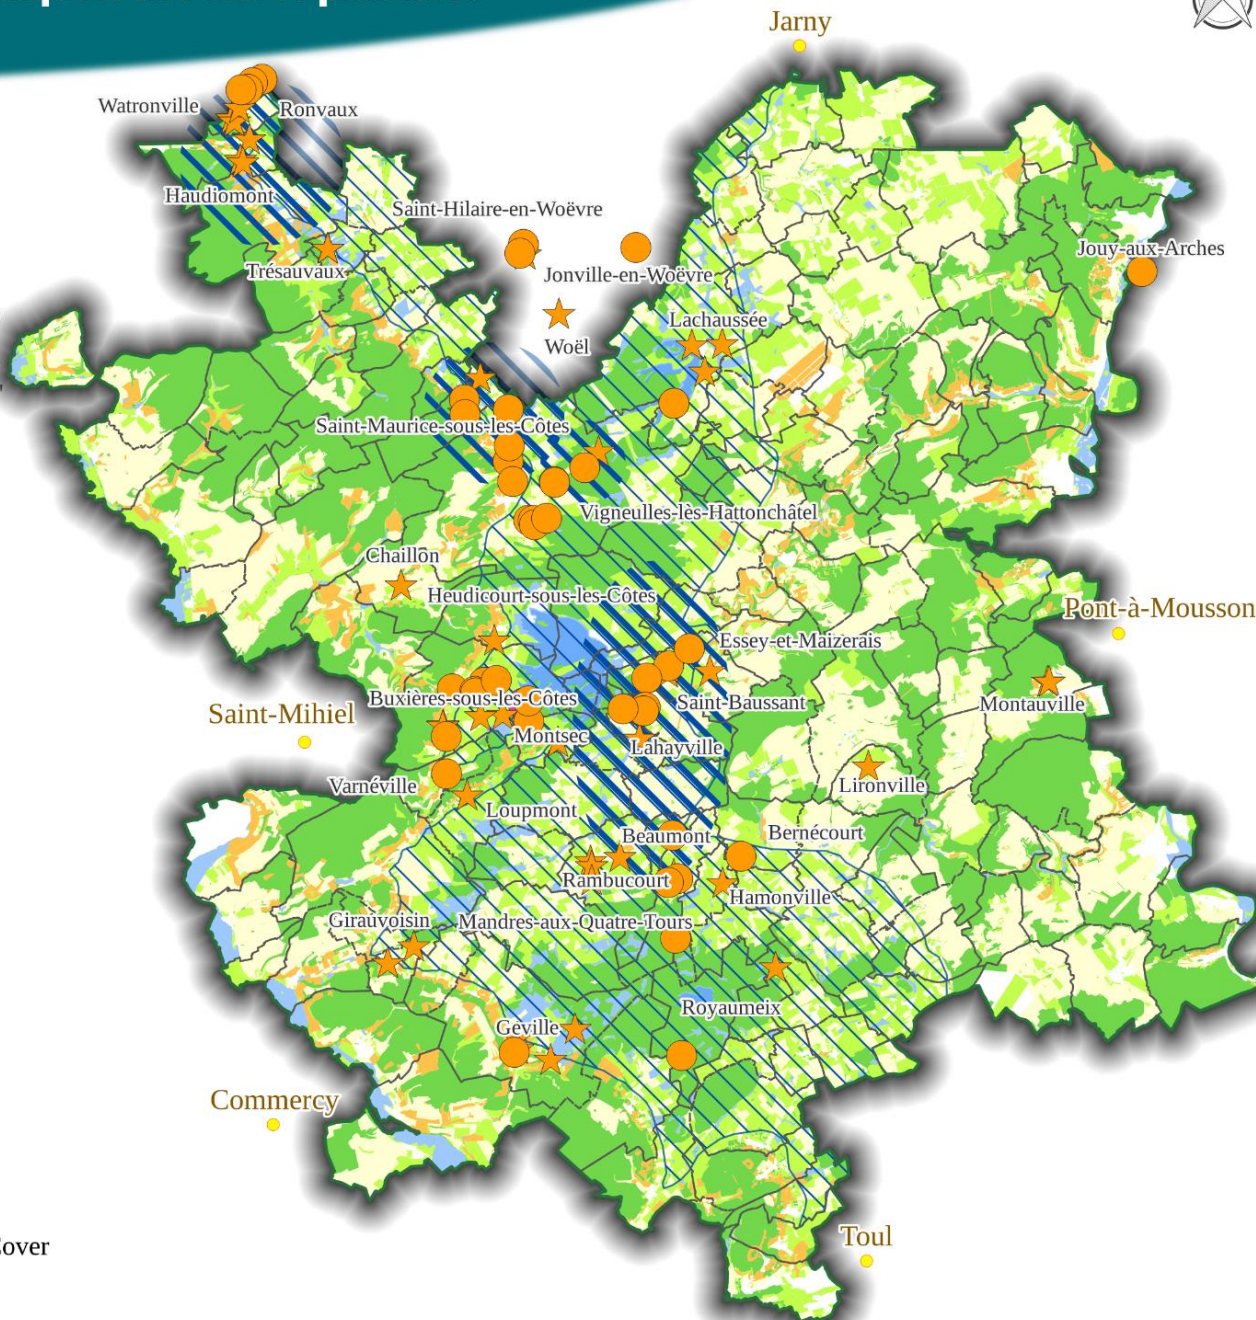 Jarny
Watronville
Ronvaux
Haudiomont
Saint-Hilaire-en-Woëvre
Jouy-aux-Arches
Trésauvaux
Jonville-en-Woëvre
Lachaussée
Woël
Saint-Maurice-sous-les-Côtes
Vigneulles-lès-Hattonchâtel
Chaillon
Heudicourt-sous-les-Côtes
Pont-à-Mousson
Essey-et-Maizerais
Buxières-sous-les-Côtes
Saint-Baussant
Montauville
Saint-Mihiel
Montsec
Lahayville
Varnéville
Lironville
Loupmont
Beaumont
Bernécourt
Rambucourt
Hamonville
Girauvoisin
Mandres-aux-Quatre-Tours
Royaumeix
Géville
Commercy
Toul
Cover